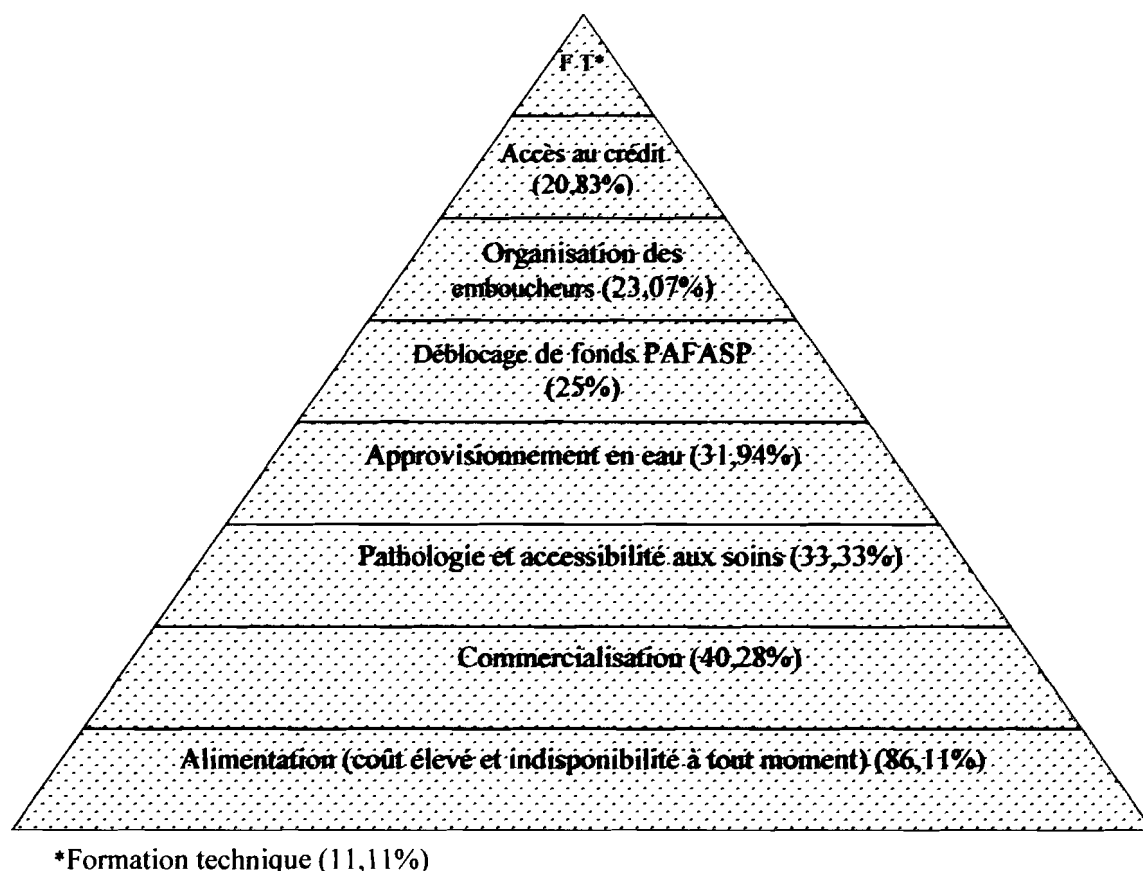 F T*
Accès au crédit
(20,83%)
Organisation des
emboucheurs (23,07%)
Déblocage de fonds PAFASP
(25%)
Approvisionnement en eau (31,94%)
Pathologie et accessibilité aux soins (33,33%)
Commercialisation (40,28%)
Alimentation (coût élevé et indisponibilité à tout moment) (86,11%)
*Formation technique (11,11%)